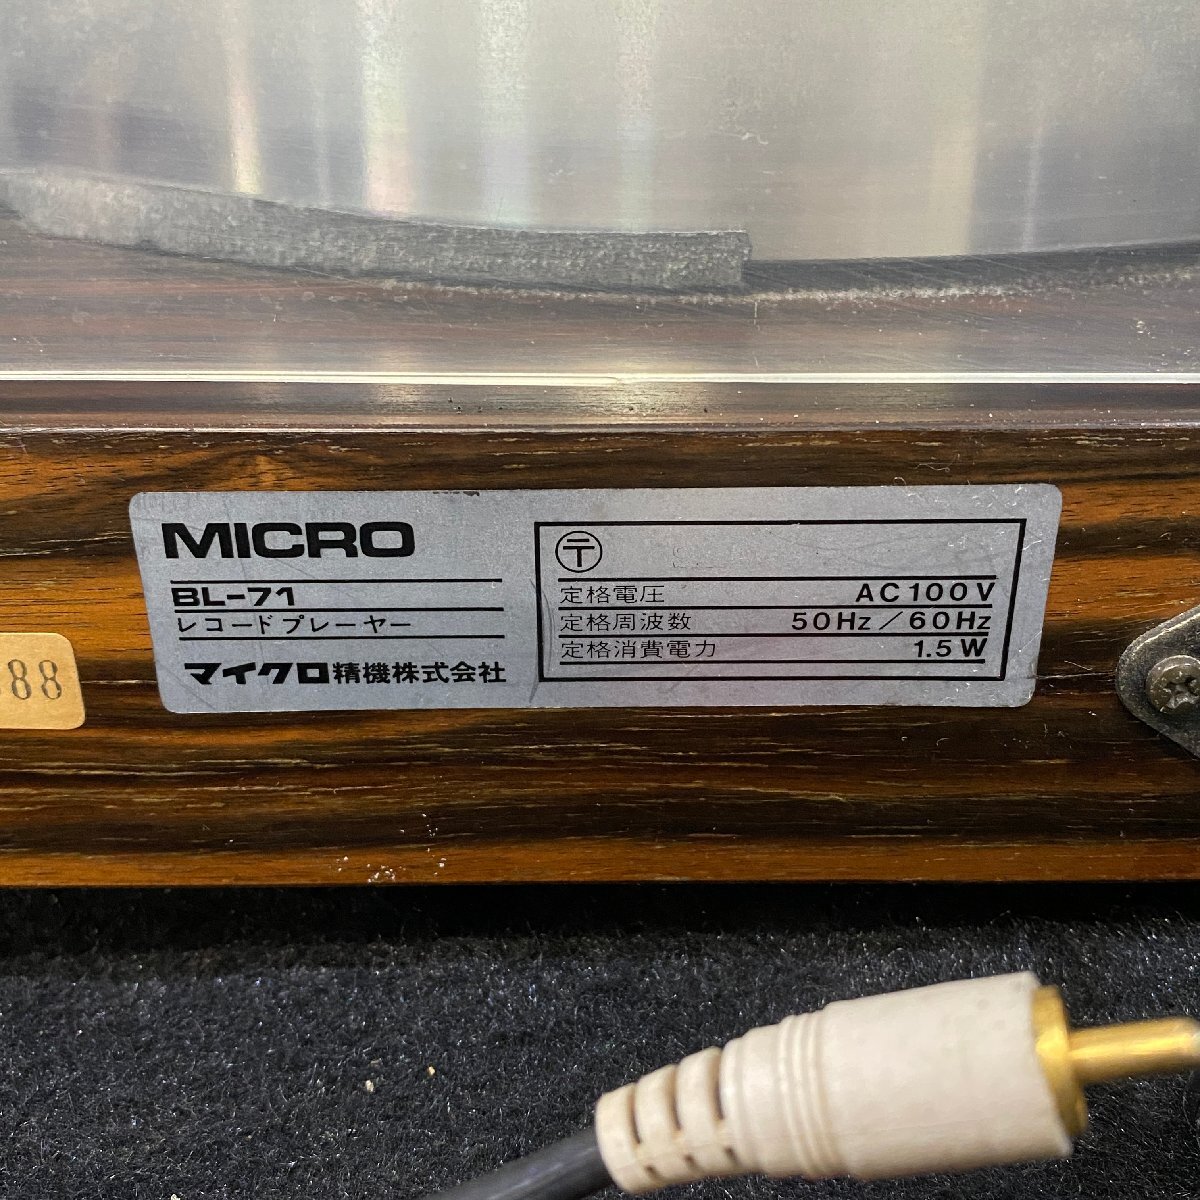 MICRO
BL-71
レコードプレーヤー
マイクロ精機株式会社
〒
定格電圧 AC100V
定格周波数 50Hz/60Hz
定格消費電力 1.5W
88